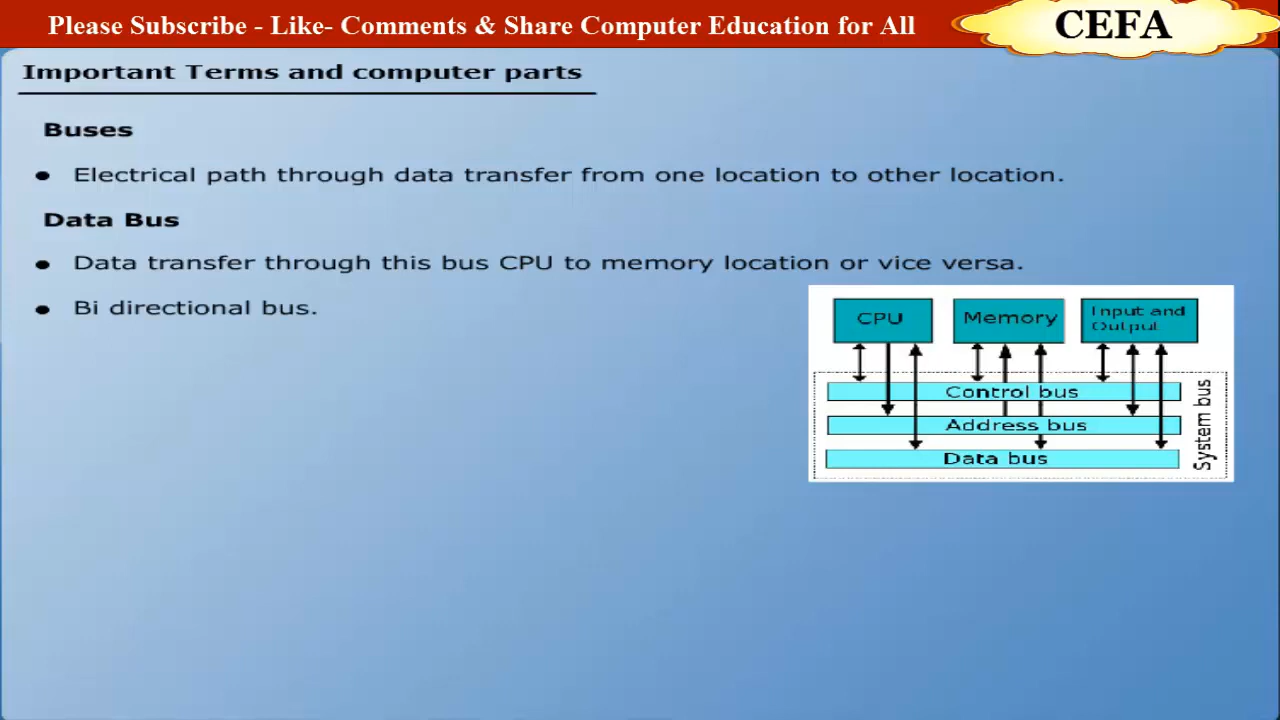 Please Subscribe - Like- Comments & Share Computer Education for All
CEFA
Important Terms and computer parts
Buses
● Electrical path through data transfer from one location to other location.
Data Bus
● Data transfer through this bus CPU to memory location or vice versa.
● Bi directional bus.
CPU
Memory
Input and
Output
Control bus
Address bus
Data bus
System bus